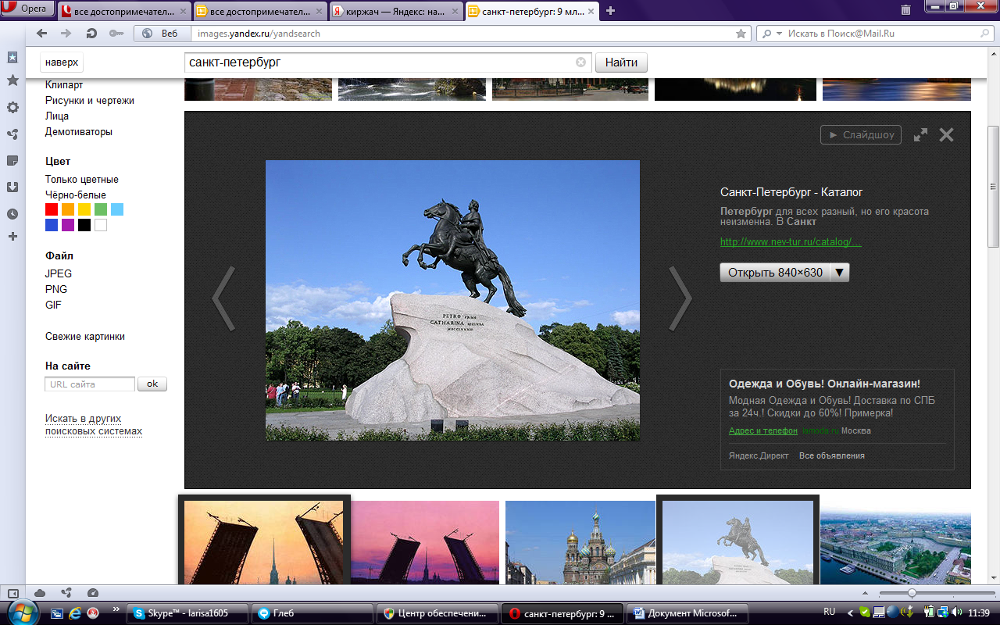 Opera
все достопримечател...
все достопримечател...
киржач — Яндекс: на...
санкт-петербург: 9 мл...
Веб
images.yandex.ru/yandsearch
Искать в Поиск@Mail.Ru
наверх
санкт-петербург
Найти
Клипарт
Рисунки и чертежи
Лица
Демотиваторы
Цвет
Только цветные
Чёрно-белые
Файл
JPEG
PNG
GIF
Свежие картинки
На сайте
URL сайта
ok
Искать в других
поисковых системах
Слайдшоу
PETRO primo
CATHARINA secunda
MDCCLXXXII
Санкт-Петербург - Каталог
Петербург для всех разный, но его красота
неизменна. В Санкт
http://www.nev-tur.ru/catalog/...
Открыть 840×630
Одежда и Обувь! Онлайн-магазин!
Модная Одежда и Обувь! Доставка по СПБ
за 24ч.! Скидки до 60%! Примерка!
Адрес и телефон lamoda.ru Москва
Яндекс.Директ Все объявления
Skype™ - larisa1605
Глеб
Центр обеспечени...
санкт-петербург: 9 ...
Документ Microsof...
RU
11:39